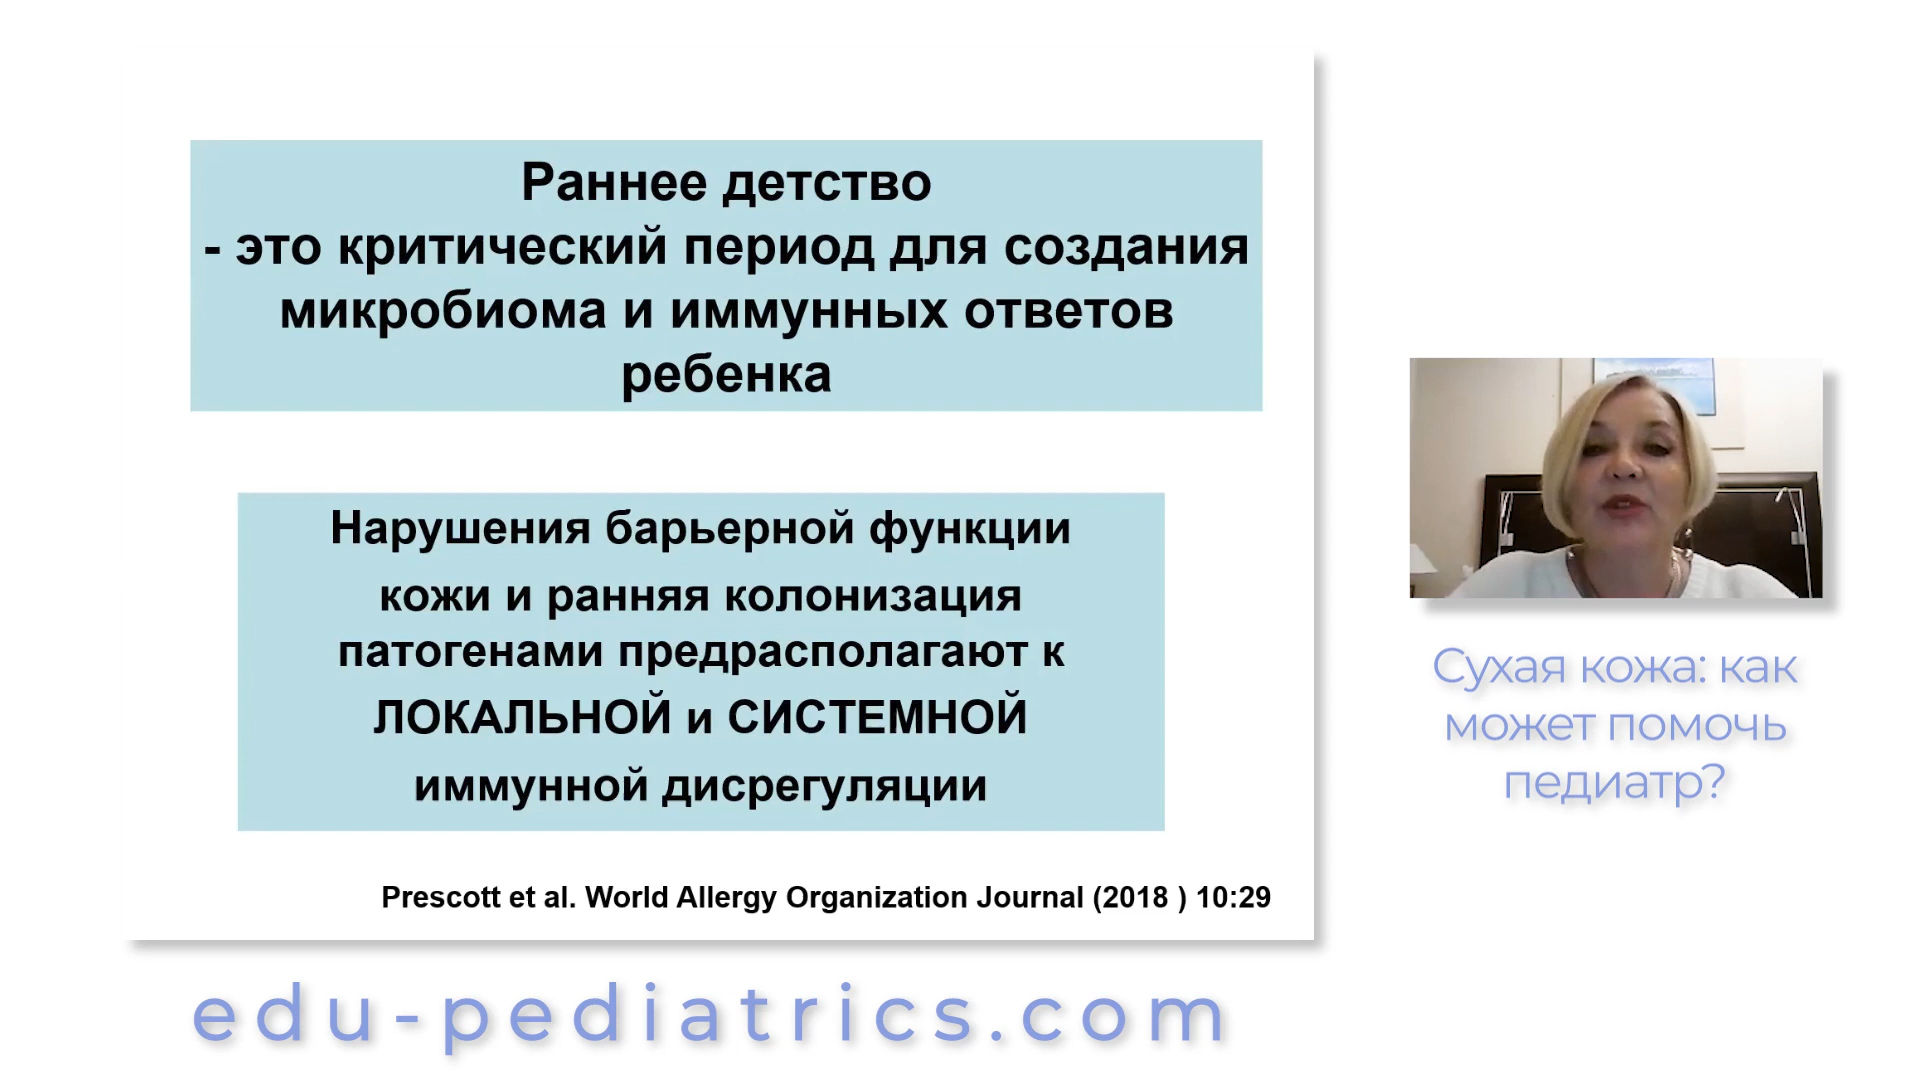 Раннее детство
- это критический период для создания
микробиома и иммунных ответов
ребенка
Нарушения барьерной функции
кожи и ранняя колонизация
патогенами предрасполагают к
ЛОКАЛЬНОЙ и СИСТЕМНОЙ
иммунной дисрегуляции
Prescott et al. World Allergy Organization Journal (2018 ) 10:29
Сухая кожа: как
может помочь
педиатр?
edu-pediatrics.com